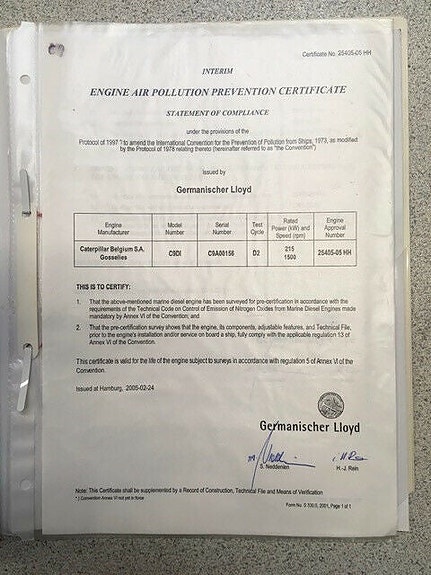 Certificate No. 25405-05 HH
INTERIM
ENGINE AIR POLLUTION PREVENTION CERTIFICATE
STATEMENT OF COMPLIANCE
under the provisions of the
Protocol of 1997 *) to amend the International Convention for the Prevention of Pollution from Ships, 1973, as modified
by the Protocol of 1978 relating thereto (hereinafter referred to as "the Convention")
Issued by
Germanischer Lloyd
Engine Manufacturer Model Number Serial Number Test Cycle Rated Power (kW) and Speed (rpm) Engine Approval Number
Caterpillar Belgium S.A. Gosselies C9DI C9A00156 D2 215 1500 25405-05 HH
THIS IS TO CERTIFY:
1. That the above-mentioned marine diesel engine has been surveyed for pre-certification in accordance with the
requirements of the Technical Code on Control of Emission of Nitrogen Oxides from Marine Diesel Engines made
mandatory by Annex VI of the Convention; and
2. That the pre-certification survey shows that the engine, its components, adjustable features, and Technical File,
prior to the engine's installation and/or service on board a ship, fully comply with the applicable regulation 13 of
Annex VI of the Convention.
This certificate is valid for the life of the engine subject to surveys in accordance with regulation 5 of Annex VI of the
Convention.
Issued at Hamburg, 2005-02-24
Germanischer Lloyd
S. Neddenien H.-J. Rein
Note: This Certificate shall be supplemented by a Record of Construction, Technical File and Means of Verification
*) Convention Annex VI not yet in force
2001, Page 1 of 1